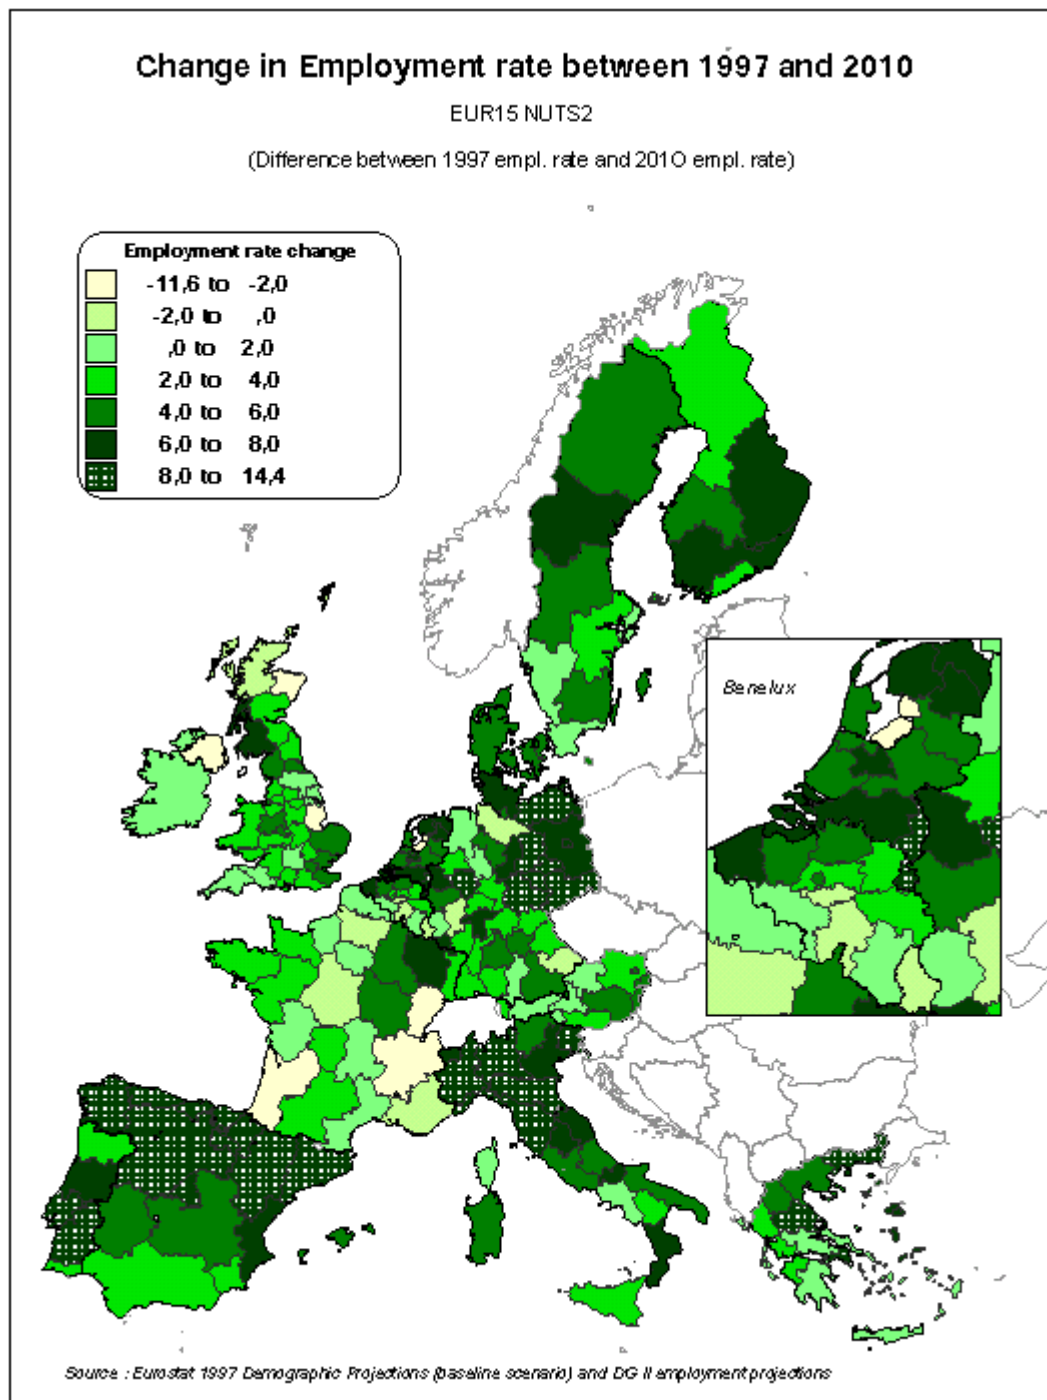 Change in Employment rate between 1997 and 2010
EUR15 NUTS2
(Difference between 1997 empl. rate and 201O empl. rate)
Employment rate change
-11,6 to -2,0
-2,0 to ,0
,0 to 2,0
2,0 to 4,0
4,0 to 6,0
6,0 to 8,0
8,0 to 14,4
Benelux
Source : Eurostat 1997 Demographic Projections (baseline scenario) and DG II employment projections